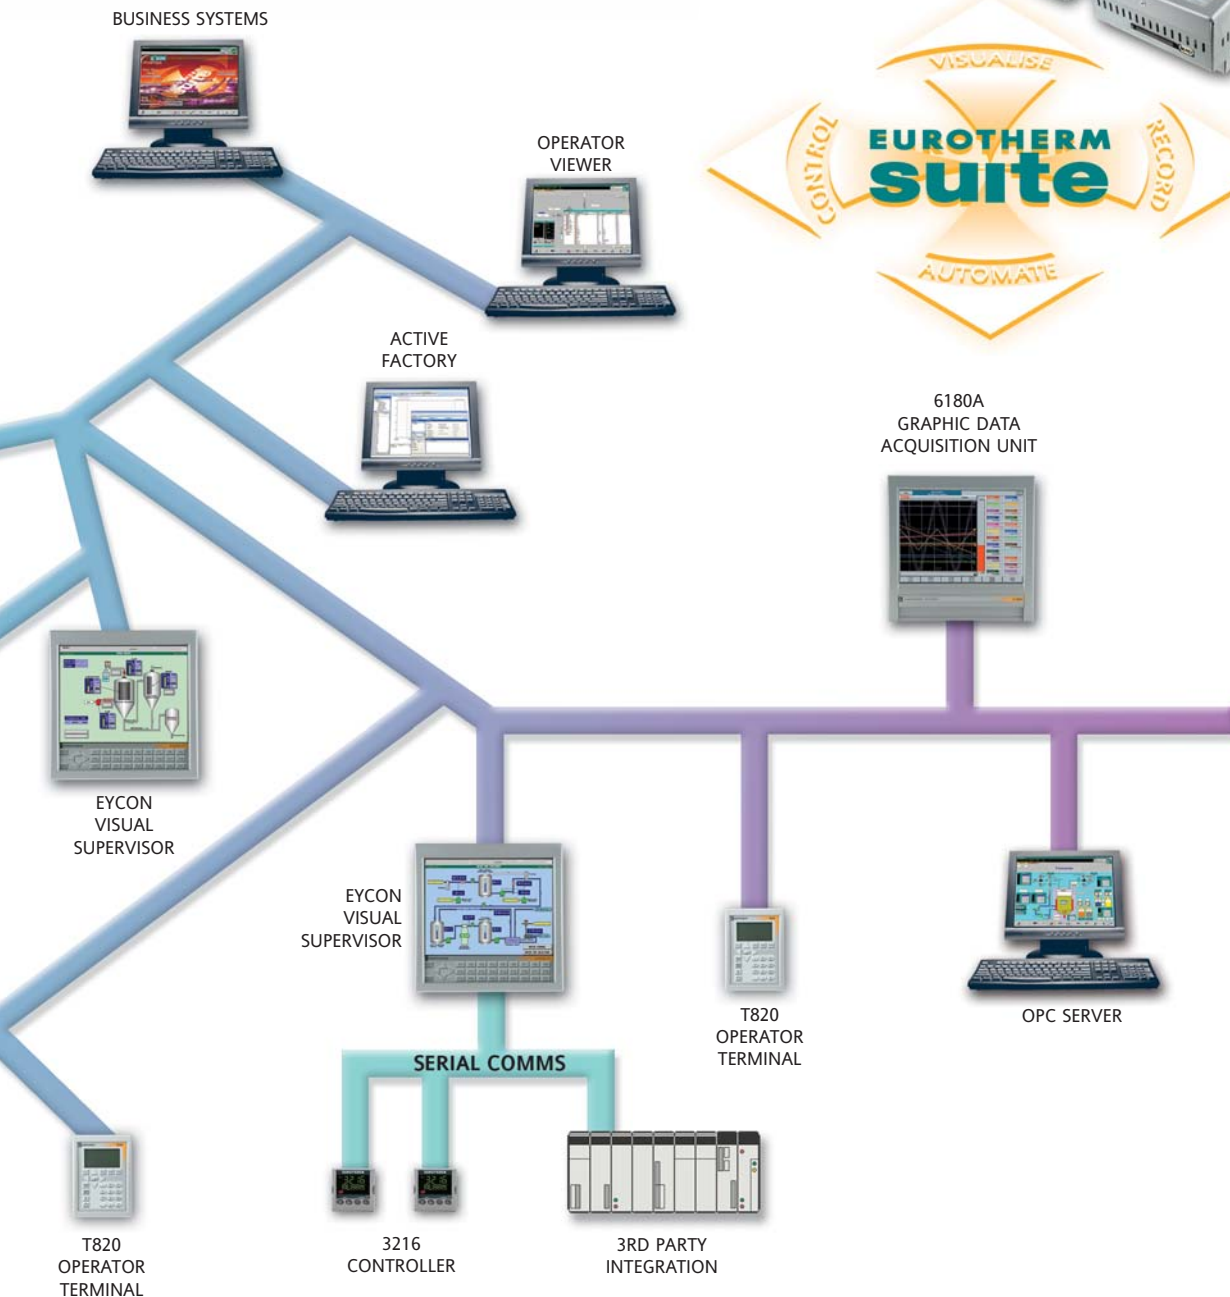 BUSINESS SYSTEMS
OPERATOR
VIEWER
VISUALISE
CONTROL
EUROTHERM
suite
RECORD
AUTOMATE
ACTIVE
FACTORY
6180A
GRAPHIC DATA
ACQUISITION UNIT
EYCON
VISUAL
SUPERVISOR
EYCON
VISUAL
SUPERVISOR
T820
OPERATOR
TERMINAL
OPC SERVER
SERIAL COMMS
T820
OPERATOR
TERMINAL
3216
CONTROLLER
3RD PARTY
INTEGRATION